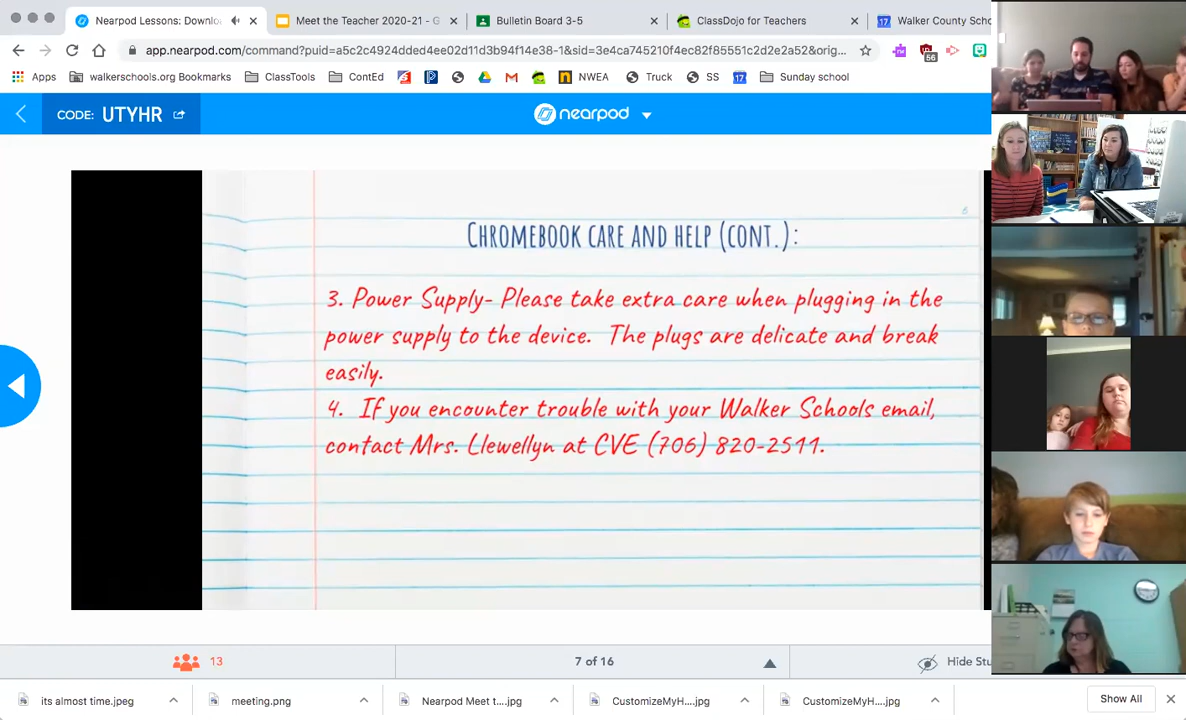 Nearpod Lessons: Downlo
Meet the Teacher 2020-21 - G
Bulletin Board 3-5
ClassDojo for Teachers
Walker County Sch
app.nearpod.com/command?puid=a5c2c4924dded4ee02d11d3b94f14e38-1&sid=3e4ca745210f4ec82f85551c2d2e2a52&orig...
56
Apps
walkerschools.org Bookmarks
ClassTools
ContEd
NWEA
Truck
SS
Sunday school
CODE: UTYHR
nearpod
6
CHROMEBOOK CARE AND HELP (CONT.):
3. Power Supply- Please take extra care when plugging in the
power supply to the device. The plugs are delicate and break
easily.
4. If you encounter trouble with your Walker Schools email,
contact Mrs. Llewellyn at CVE (706) 820-2511.
13
7 of 16
Hide Stu
its almost time.jpeg
meeting.png
Nearpod Meet t....jpg
CustomizeMyH....jpg
CustomizeMyH....jpg
Show All